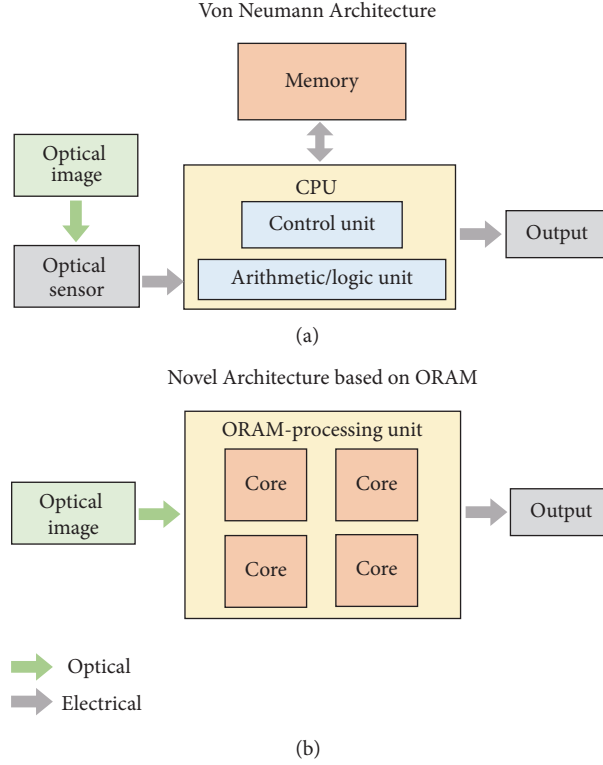 Von Neumann Architecture
Memory
Optical
image
CPU
Control unit
Output
Optical
sensor
Arithmetic/logic unit
(a)
Novel Architecture based on ORAM
ORAM-processing unit
Core
Core
Optical
image
Output
Core
Core
Optical
Electrical
(b)